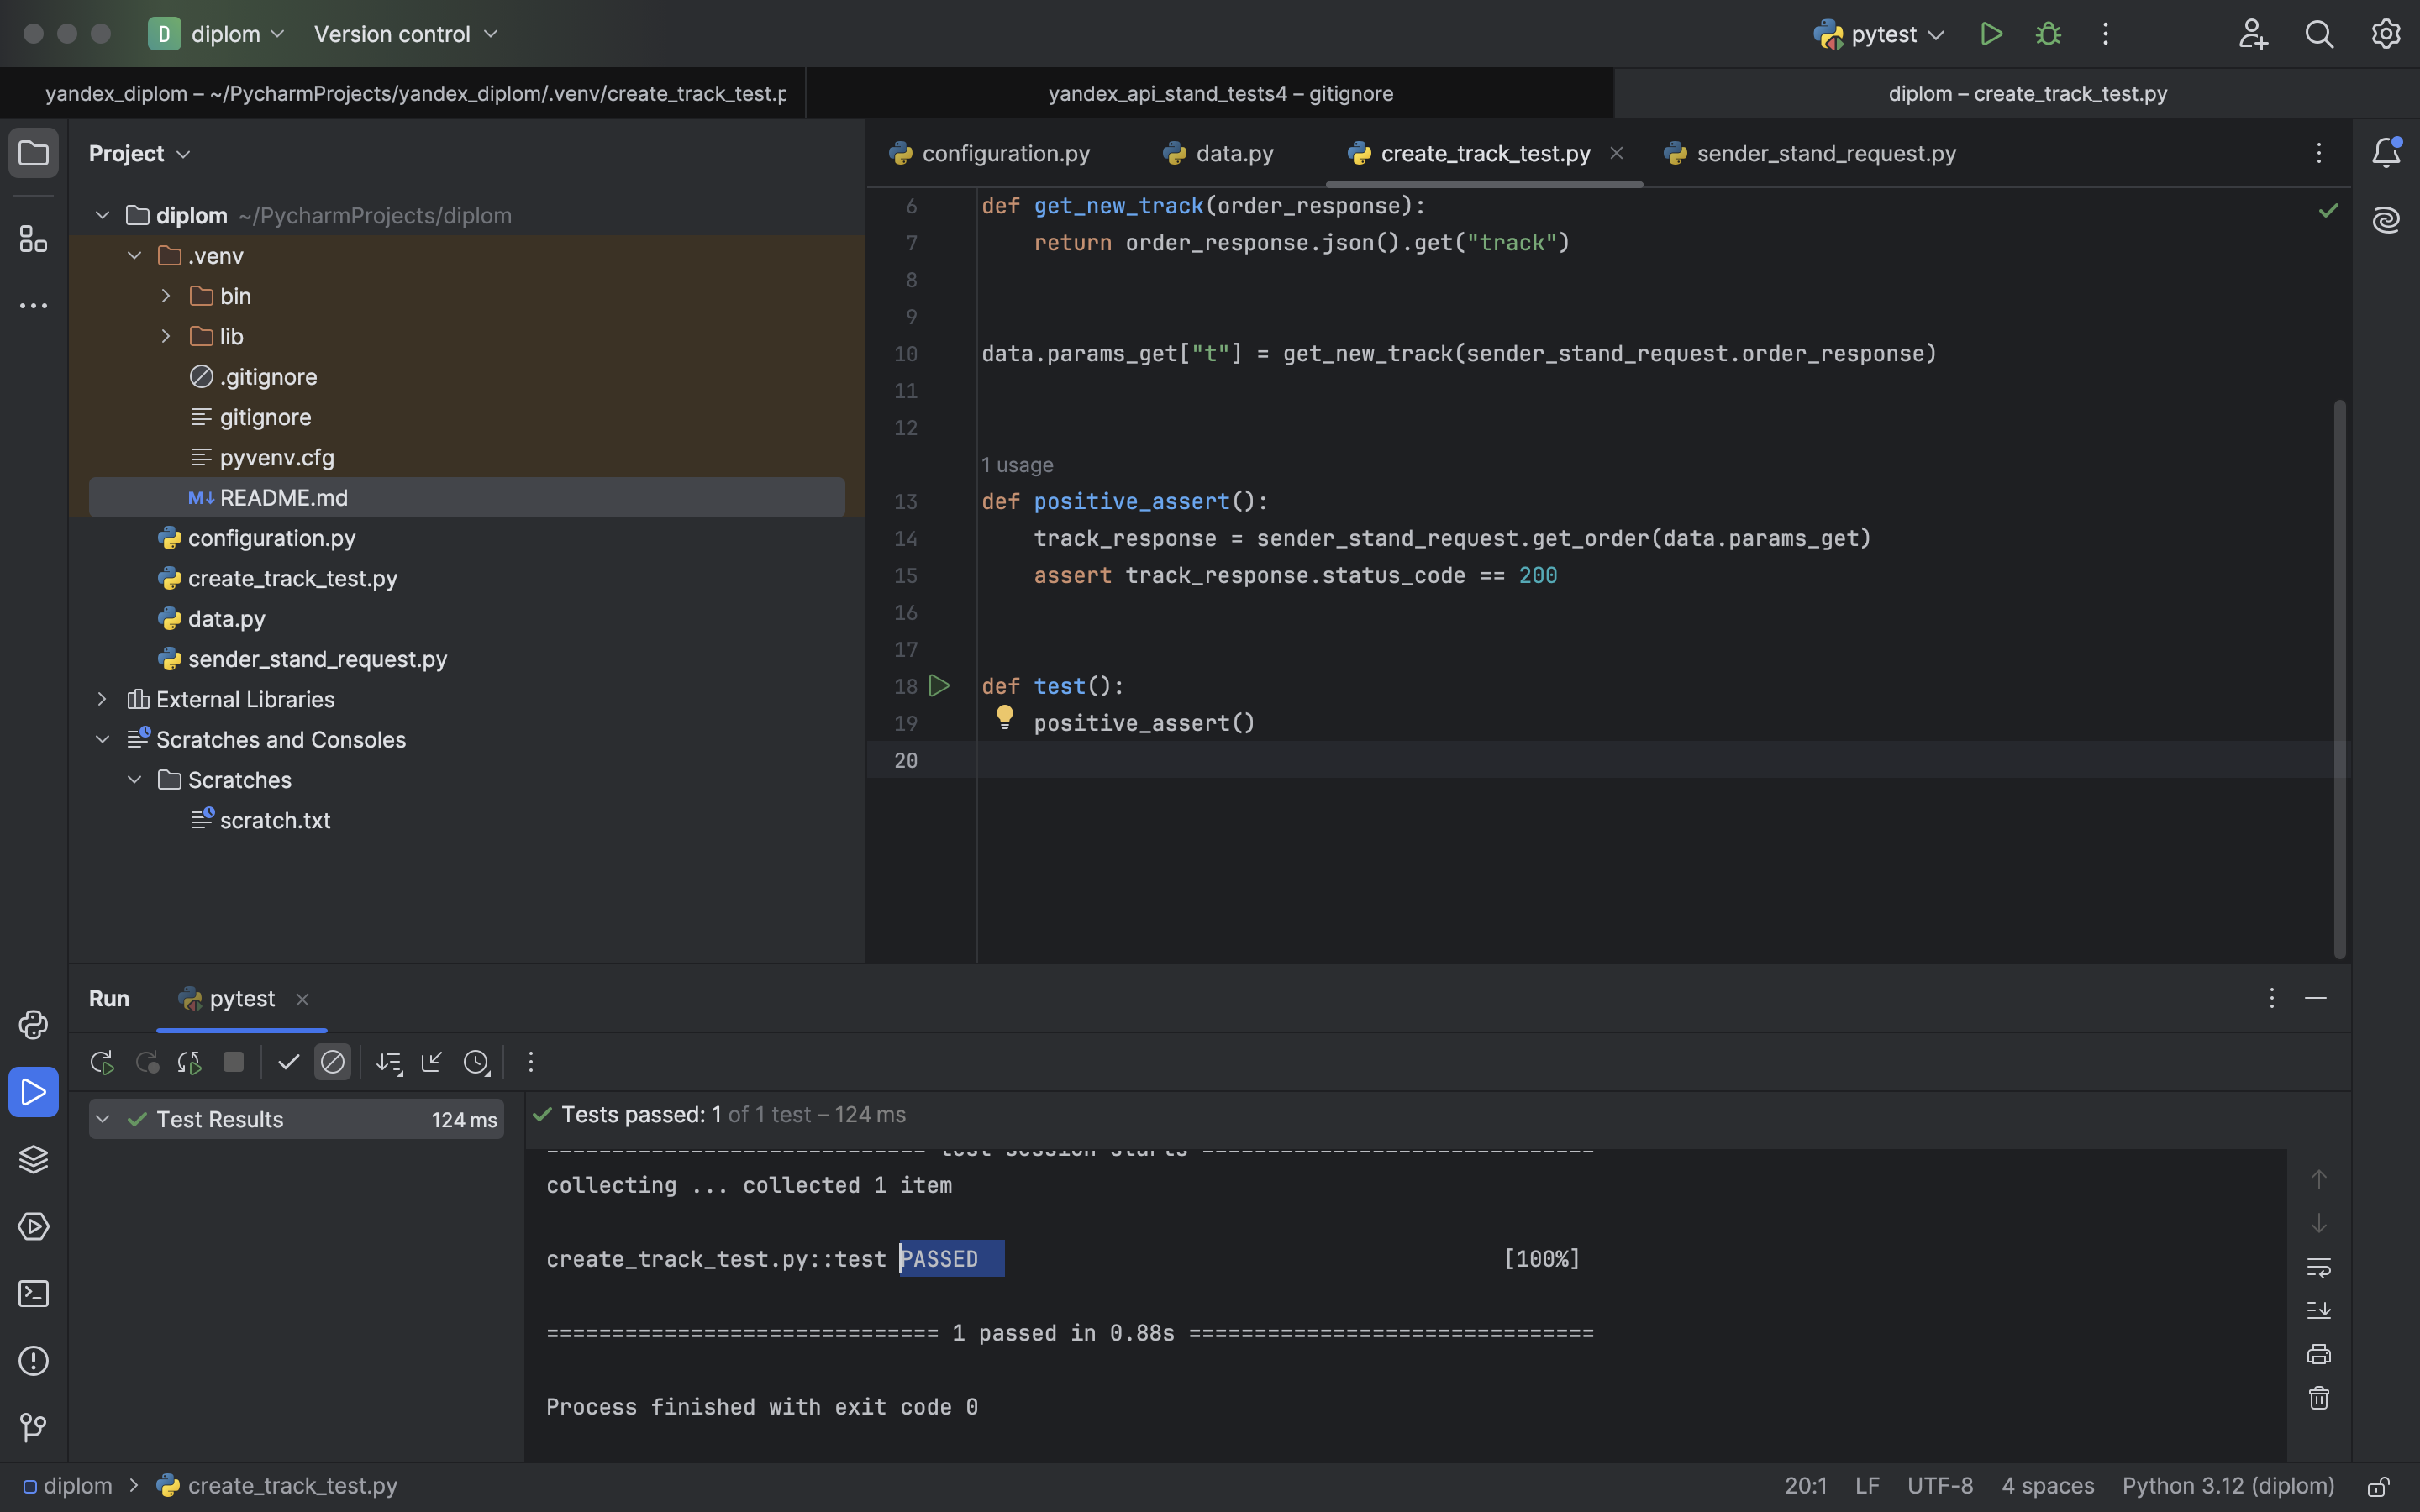 D diplom Version control pytest
yandex_diplom – ~/PycharmProjects/yandex_diplom/.venv/create_track_test.p
yandex_api_stand_tests4 – gitignore
diplom – create_track_test.py
Project
diplom ~/PycharmProjects/diplom
.venv
bin
lib
.gitignore
gitignore
pyvenv.cfg
M↓ README.md
configuration.py
create_track_test.py
data.py
sender_stand_request.py
External Libraries
Scratches and Consoles
Scratches
scratch.txt
configuration.py data.py create_track_test.py sender_stand_request.py
6 def get_new_track(order_response):
7 return order_response.json().get("track")
8
9
10 data.params_get["t"] = get_new_track(sender_stand_request.order_response)
11
12
1 usage
13 def positive_assert():
14 track_response = sender_stand_request.get_order(data.params_get)
15 assert track_response.status_code == 200
16
17
18 def test():
19 positive_assert()
20
Run pytest
Test Results 124 ms
Tests passed: 1 of 1 test – 124 ms
============================= test session starts ==============================
collecting ... collected 1 item
create_track_test.py::test PASSED [100%]
============================== 1 passed in 0.88s ===============================
Process finished with exit code 0
diplom > create_track_test.py 20:1 LF UTF-8 4 spaces Python 3.12 (diplom)